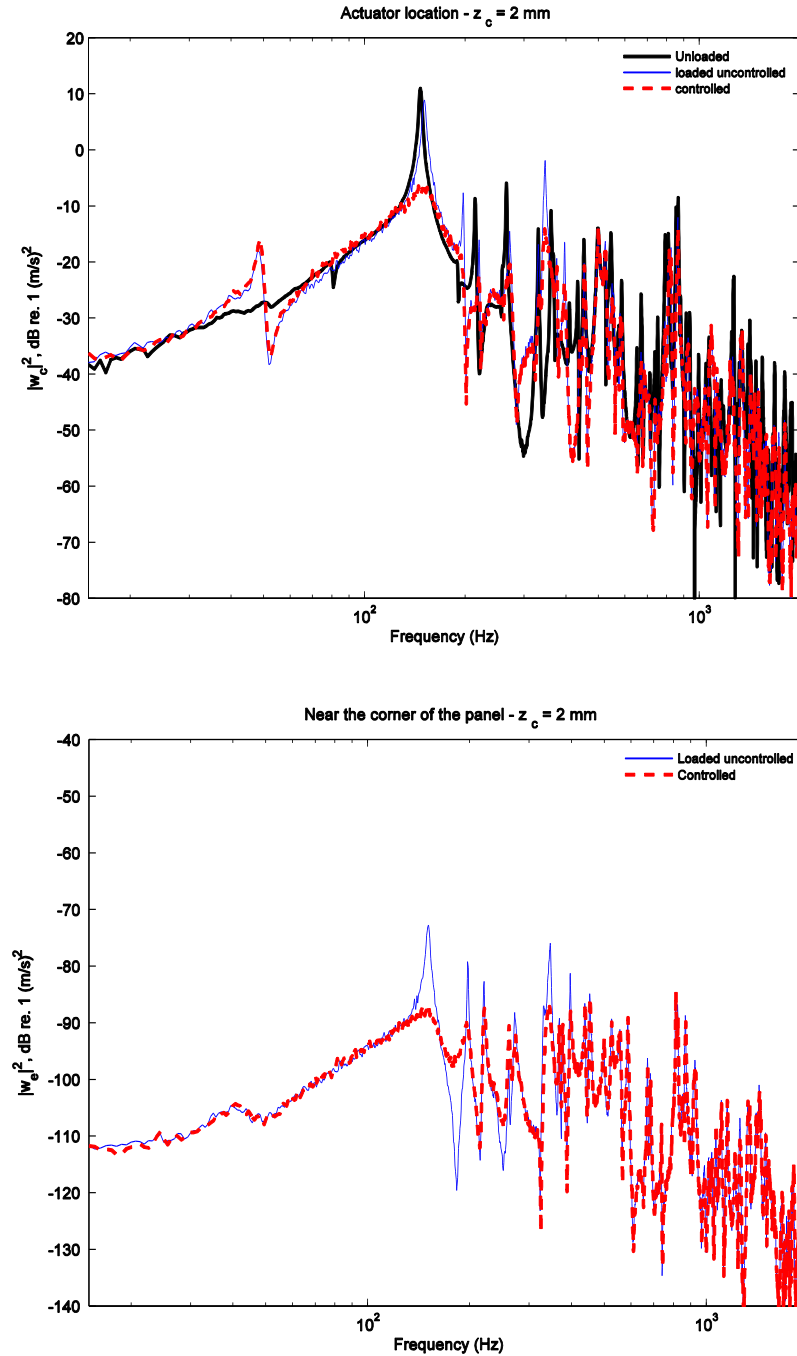 Actuator location - z c = 2 mm
20
10
0
-10
-20
-30
-40
-50
-60
-70
-80
|w_c|^2, dB re. 1 (m/s)^2
Unloaded
loaded uncontrolled
controlled
10^2
10^3
Frequency (Hz)
Near the corner of the panel - z c = 2 mm
-40
-50
-60
-70
-80
-90
-100
-110
-120
-130
-140
|w_e|^2, dB re. 1 (m/s)^2
Loaded uncontrolled
Controlled
10^2
10^3
Frequency (Hz)